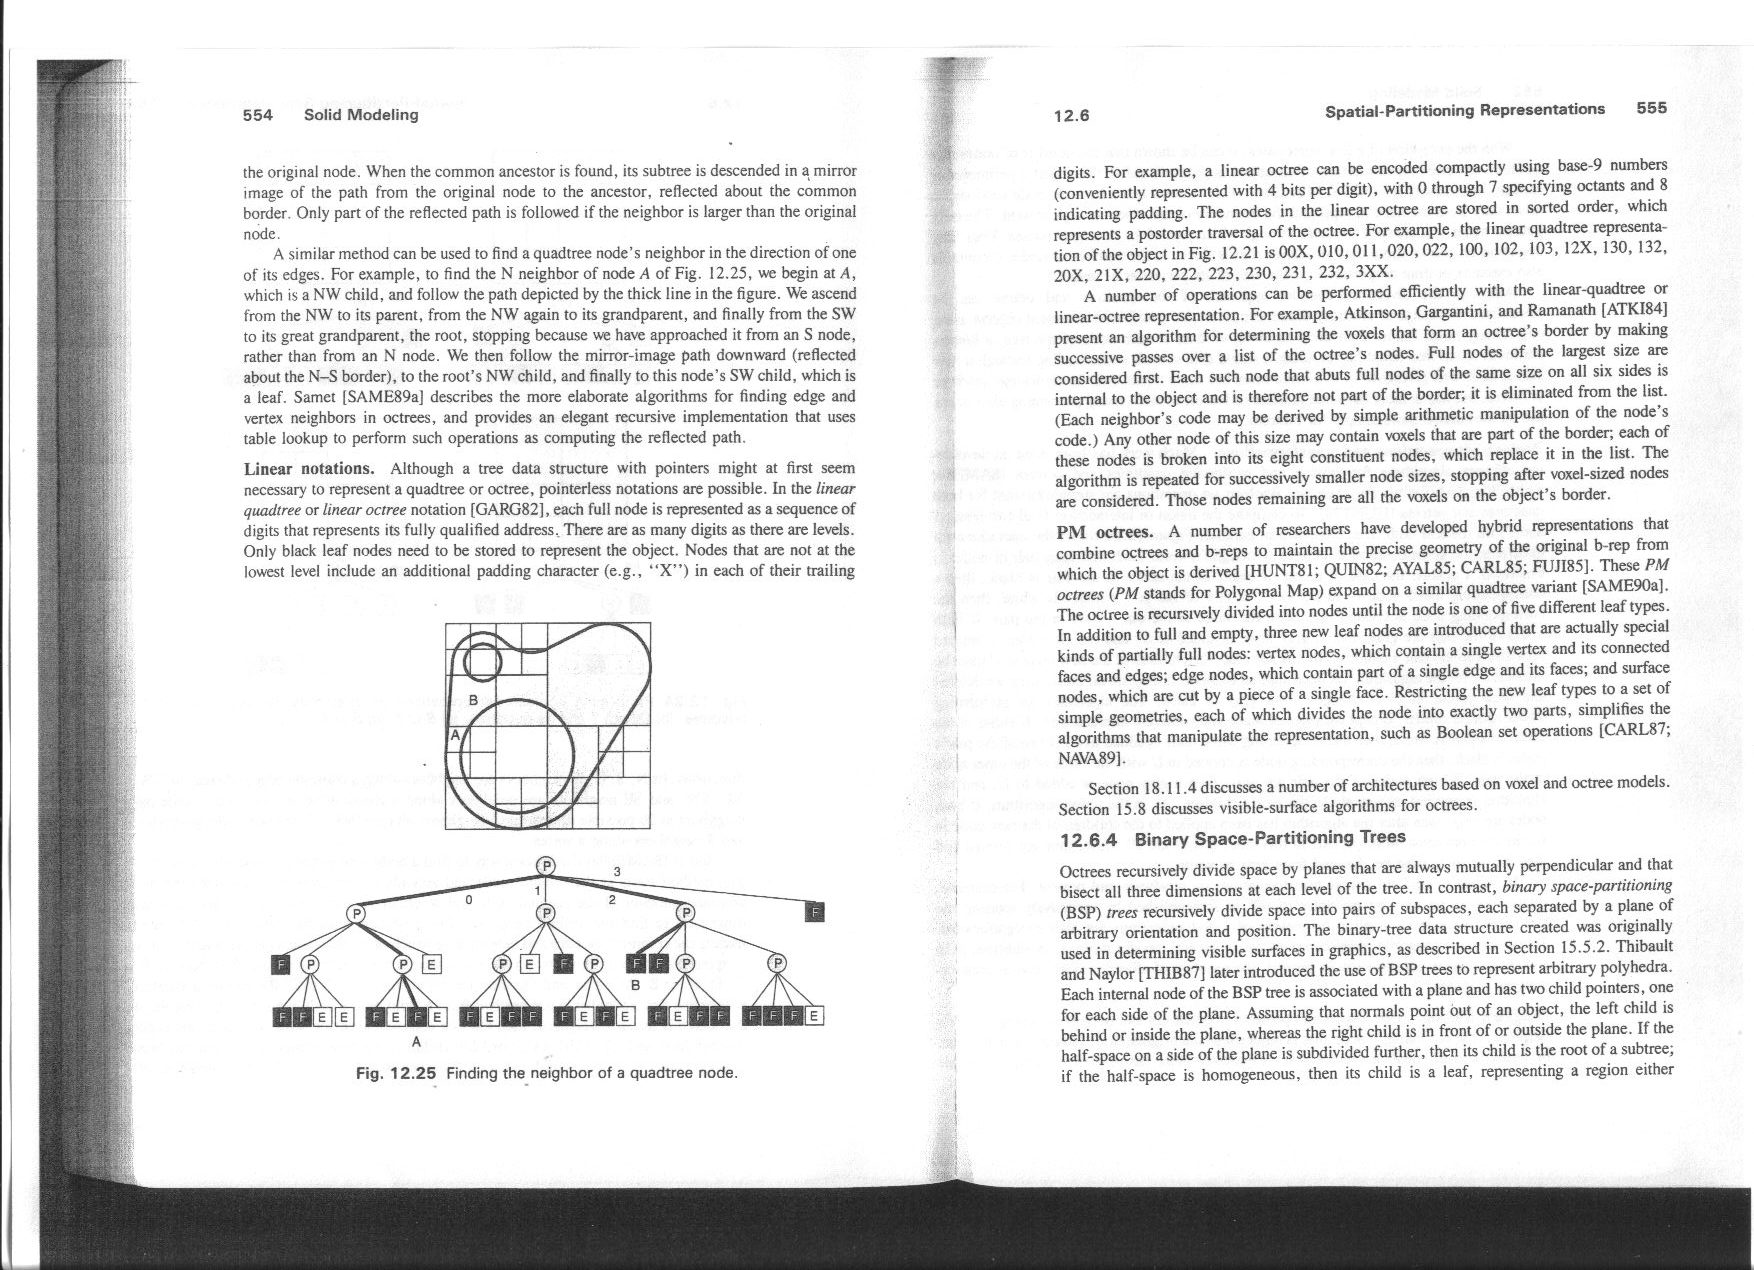 554 Solid Modeling
the original node. When the common ancestor is found, its subtree is descended in a mirror
image of the path from the original node to the ancestor, reflected about the common
border. Only part of the reflected path is followed if the neighbor is larger than the original
node.
A similar method can be used to find a quadtree node's neighbor in the direction of one
of its edges. For example, to find the N neighbor of node A of Fig. 12.25, we begin at A,
which is a NW child, and follow the path depicted by the thick line in the figure. We ascend
from the NW to its parent, from the NW again to its grandparent, and finally from the SW
to its great grandparent, the root, stopping because we have approached it from an S node,
rather than from an N node. We then follow the mirror-image path downward (reflected
about the N–S border), to the root's NW child, and finally to this node's SW child, which is
a leaf. Samet [SAME89a] describes the more elaborate algorithms for finding edge and
vertex neighbors in octrees, and provides an elegant recursive implementation that uses
table lookup to perform such operations as computing the reflected path.
Linear notations. Although a tree data structure with pointers might at first seem
necessary to represent a quadtree or octree, pointerless notations are possible. In the linear
quadtree or linear octree notation [GARG82], each full node is represented as a sequence of
digits that represents its fully qualified address. There are as many digits as there are levels.
Only black leaf nodes need to be stored to represent the object. Nodes that are not at the
lowest level include an additional padding character (e.g., "X") in each of their trailing
B
A
P
0 1 2 3
P P P F
F P P E P E F P F F P P
B
F F E E F E F E F E F F F E F E F E F F F F F E
A
Fig. 12.25 Finding the neighbor of a quadtree node.
12.6 Spatial-Partitioning Representations 555
digits. For example, a linear octree can be encoded compactly using base-9 numbers
(conveniently represented with 4 bits per digit), with 0 through 7 specifying octants and 8
indicating padding. The nodes in the linear octree are stored in sorted order, which
represents a postorder traversal of the octree. For example, the linear quadtree representa-
tion of the object in Fig. 12.21 is 00X, 010, 011, 020, 022, 100, 102, 103, 12X, 130, 132,
20X, 21X, 220, 222, 223, 230, 231, 232, 3XX.
A number of operations can be performed efficiently with the linear-quadtree or
linear-octree representation. For example, Atkinson, Gargantini, and Ramanath [ATKI84]
present an algorithm for determining the voxels that form an octree's border by making
successive passes over a list of the octree's nodes. Full nodes of the largest size are
considered first. Each such node that abuts full nodes of the same size on all six sides is
internal to the object and is therefore not part of the border; it is eliminated from the list.
(Each neighbor's code may be derived by simple arithmetic manipulation of the node's
code.) Any other node of this size may contain voxels that are part of the border; each of
these nodes is broken into its eight constituent nodes, which replace it in the list. The
algorithm is repeated for successively smaller node sizes, stopping after voxel-sized nodes
are considered. Those nodes remaining are all the voxels on the object's border.
PM octrees. A number of researchers have developed hybrid representations that
combine octrees and b-reps to maintain the precise geometry of the original b-rep from
which the object is derived [HUNT81; QUIN82; AYAL85; CARL85; FUJI85]. These PM
octrees (PM stands for Polygonal Map) expand on a similar quadtree variant [SAME90a].
The octree is recursively divided into nodes until the node is one of five different leaf types.
In addition to full and empty, three new leaf nodes are introduced that are actually special
kinds of partially full nodes: vertex nodes, which contain a single vertex and its connected
faces and edges; edge nodes, which contain part of a single edge and its faces; and surface
nodes, which are cut by a piece of a single face. Restricting the new leaf types to a set of
simple geometries, each of which divides the node into exactly two parts, simplifies the
algorithms that manipulate the representation, such as Boolean set operations [CARL87;
NAVA89].
Section 18.11.4 discusses a number of architectures based on voxel and octree models.
Section 15.8 discusses visible-surface algorithms for octrees.
12.6.4 Binary Space-Partitioning Trees
Octrees recursively divide space by planes that are always mutually perpendicular and that
bisect all three dimensions at each level of the tree. In contrast, binary space-partitioning
(BSP) trees recursively divide space into pairs of subspaces, each separated by a plane of
arbitrary orientation and position. The binary-tree data structure created was originally
used in determining visible surfaces in graphics, as described in Section 15.5.2. Thibault
and Naylor [THIB87] later introduced the use of BSP trees to represent arbitrary polyhedra.
Each internal node of the BSP tree is associated with a plane and has two child pointers, one
for each side of the plane. Assuming that normals point out of an object, the left child is
behind or inside the plane, whereas the right child is in front of or outside the plane. If the
half-space on a side of the plane is subdivided further, then its child is the root of a subtree;
if the half-space is homogeneous, then its child is a leaf, representing a region either